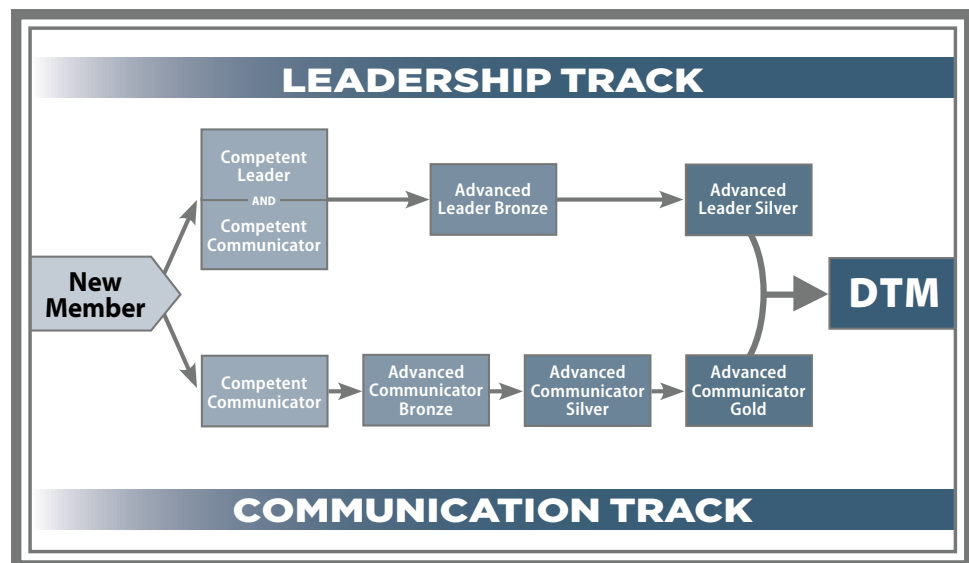 LEADERSHIP TRACK
Competent
Leader
AND
Competent
Communicator
Advanced
Leader Bronze
Advanced
Leader Silver
New
Member
DTM
Competent
Communicator
Advanced
Communicator
Bronze
Advanced
Communicator
Silver
Advanced
Communicator
Gold
COMMUNICATION TRACK